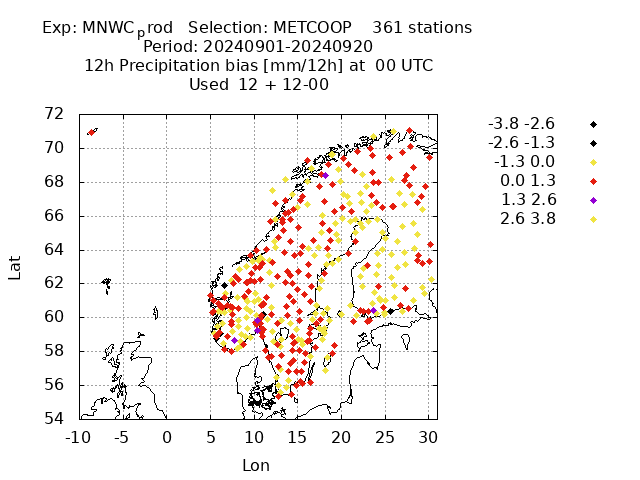 Exp: MNWC_prod   Selection: METCOOP    361 stations
Period: 20240901-20240920
12h Precipitation bias [mm/12h] at  00 UTC
Used  12 + 12-00
-3.8 -2.6
-2.6 -1.3
-1.3 0.0
0.0 1.3
1.3 2.6
2.6 3.8
Lat
72
70
68
66
64
62
60
58
56
54
-10 -5 0 5 10 15 20 25 30
Lon